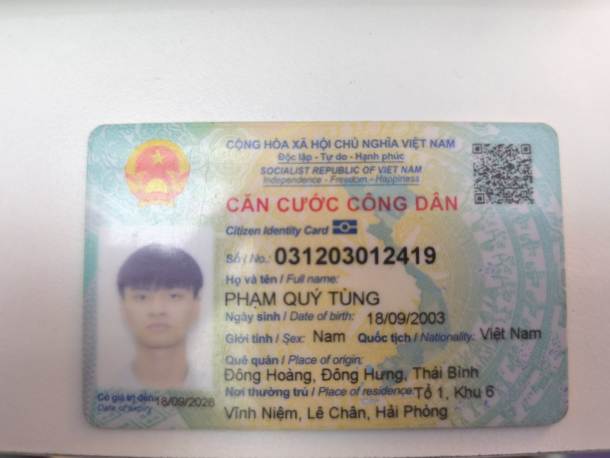 CỘNG HÒA XÃ HỘI CHỦ NGHĨA VIỆT NAM
Độc lập - Tự do - Hạnh phúc
SOCIALIST REPUBLIC OF VIET NAM
Independence - Freedom - Happiness
CĂN CƯỚC CÔNG DÂN
Citizen Identity Card
Số / No.: 031203012419
Họ và tên / Full name:
PHẠM QUÝ TÙNG
Ngày sinh / Date of birth: 18/09/2003
Giới tính / Sex: Nam Quốc tịch / Nationality: Việt Nam
Quê quán / Place of origin:
Đông Hoàng, Đông Hưng, Thái Bình
Nơi thường trú / Place of residence: Tổ 1, Khu 6
Vĩnh Niệm, Lê Chân, Hải Phòng
Có giá trị đến: 18/09/2028
Date of expiry